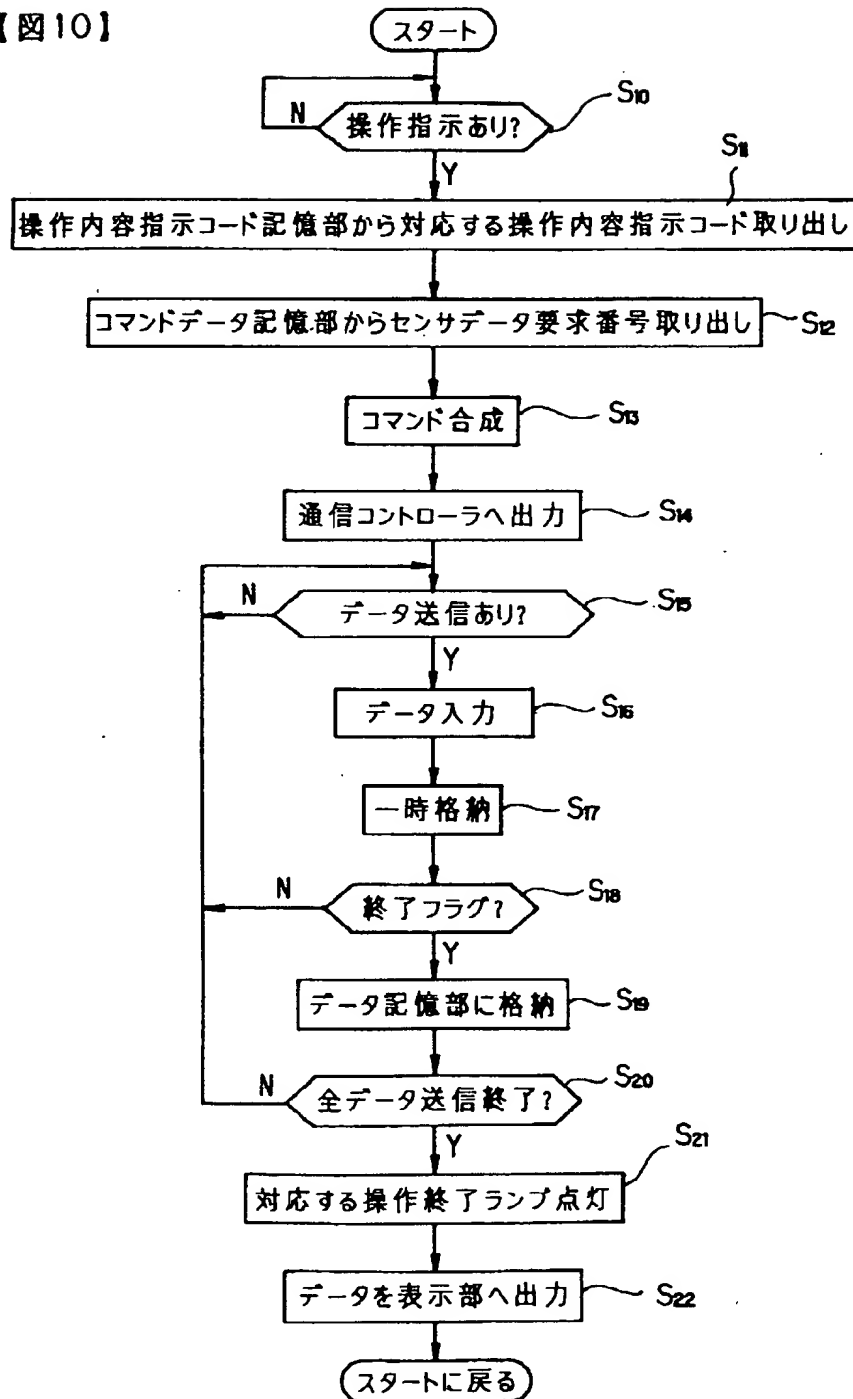 【図10】
スタート
N
操作指示あり?
S10
Y
S11
操作内容指示コード記憶部から対応する操作内容指示コード取り出し
コマンドデータ記憶部からセンサデータ要求番号取り出し
S12
コマンド合成
S13
通信コントローラへ出力
S14
N
データ送信あり?
S15
Y
データ入力
S16
一時格納
S17
N
終了フラグ?
S18
Y
データ記憶部に格納
S19
N
全データ送信終了?
S20
Y
S21
対応する操作終了ランプ点灯
データを表示部へ出力
S22
スタートに戻る